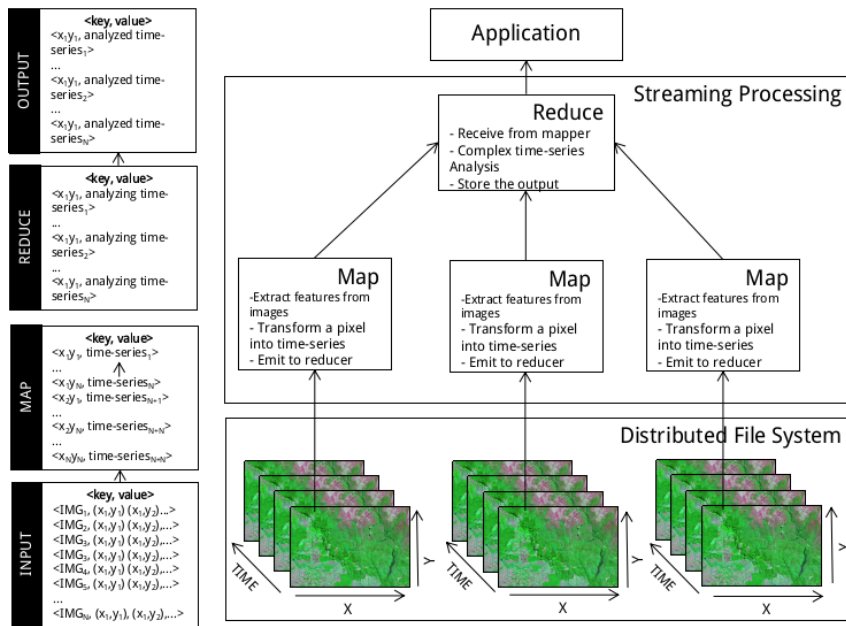 OUTPUT
<key, value>
<x₁y₁, analyzed time-
series₁>
...
<x₁y₁, analyzed time-
series₂>
...
<x₁y₁, analyzed time-
seriesN>
REDUCE
<key, value>
<x₁y₁, analyzing time-
series₁>
...
<x₁y₁, analyzing time-
series₂>
...
<x₁y₁, analyzing time-
seriesN>
MAP
<key, value>
<x₁y₁, time-series₁>
...
<x₁yN, time-seriesN>
<x₂y₁, time-seriesN+1>
...
<x₂yN, time-seriesN+N>
...
<xNyN, time-seriesN*N>
INPUT
<key, value>
<IMG₁, (x₁,y₁) (x₁,y₂)...>
<IMG₂, (x₁,y₁) (x₁,y₂),...>
<IMG₃, (x₁,y₁) (x₁,y₂),...>
<IMG₃, (x₁,y₁) (x₁,y₂),...>
<IMG₄, (x₁,y₁) (x₁,y₂),...>
<IMG₅, (x₁,y₁) (x₁,y₂),...>
...
<IMGN, (x₁,y₁), (x₁,y₂),...>
Application
Streaming Processing
Reduce
- Receive from mapper
- Complex time-series
Analysis
- Store the output
Map
-Extract features from
images
- Transform a pixel
into time-series
- Emit to reducer
Map
-Extract features from
images
- Transform a pixel
into time-series
- Emit to reducer
Map
-Extract features from
images
- Transform a pixel
into time-series
- Emit to reducer
Distributed File System
TIME
X
Y
TIME
X
Y
TIME
X
Y